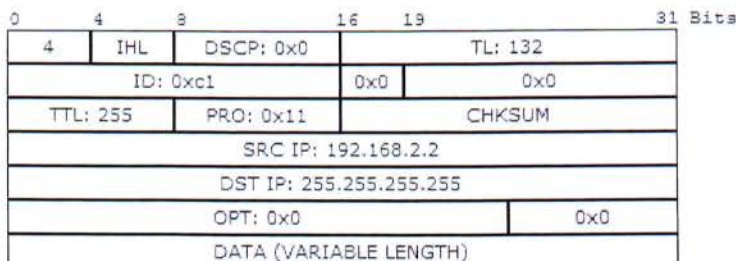 0 4 8 16 19 31 Bits
4 IHL DSCP: 0x0 TL: 132
ID: 0xc1 0x0 0x0
TTL: 255 PRO: 0x11 CHKSUM
SRC IP: 192.168.2.2
DST IP: 255.255.255.255
OPT: 0x0 0x0
DATA (VARIABLE LENGTH)